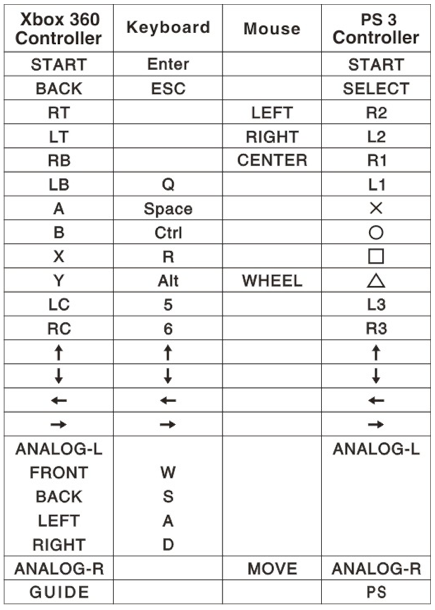 Xbox 360 Controller Keyboard Mouse PS 3 Controller
START Enter START
BACK ESC SELECT
RT LEFT R2
LT RIGHT L2
RB CENTER R1
LB Q L1
A Space ✕
B Ctrl ○
X R □
Y Alt WHEEL △
LC 5 L3
RC 6 R3
↑ ↑ ↑
↓ ↓ ↓
← ← ←
→ → →
ANALOG-L ANALOG-L
FRONT W
BACK S
LEFT A
RIGHT D
ANALOG-R MOVE ANALOG-R
GUIDE PS